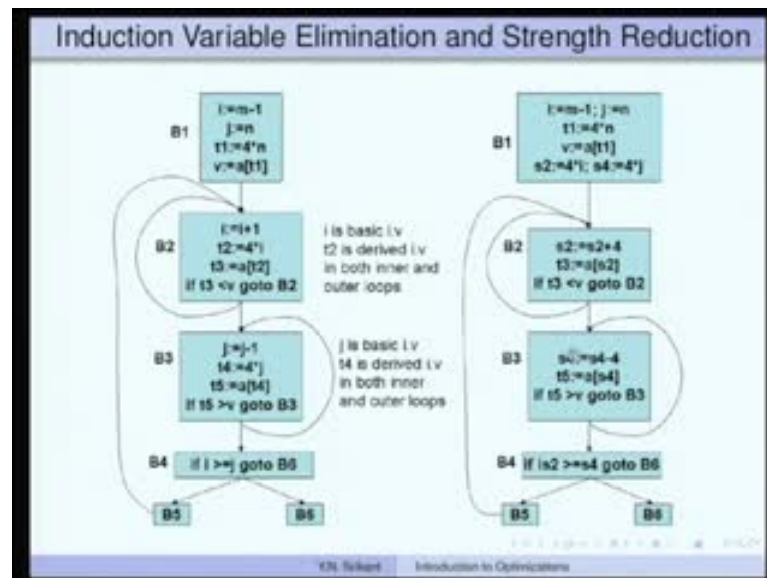 Induction Variable Elimination and Strength Reduction
B1
i:=m-1
j:=n
t1:=4*n
v:=a[t1]
B2
i:=i+1
t2:=4*i
t3:=a[t2]
if t3 <v goto B2
i is basic i.v
t2 is derived i.v
in both inner and
outer loops
B3
j:=j-1
t4:=4*j
t5:=a[t4]
if t5 >v goto B3
j is basic i.v
t4 is derived i.v
in both inner
and outer loops
B4
if i >=j goto B6
B5
B6
B1
i:=m-1; j:=n
t1:=4*n
v:=a[t1]
s2:=4*i; s4:=4*j
B2
s2:=s2+4
t3:=a[s2]
if t3 <v goto B2
B3
s4:=s4-4
t5:=a[s4]
if t5 >v goto B3
B4
if is2 >=s4 goto B6
B5
B6
Y.N. Srikant
Introduction to Optimizations